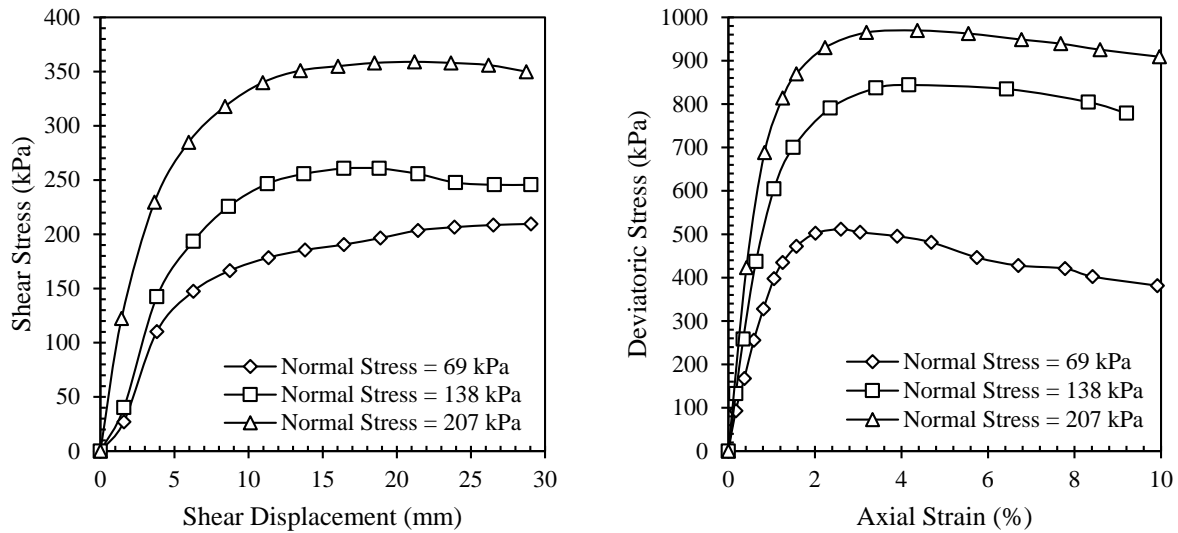 400
350
300
250
200
150
100
50
0
Shear Stress (kPa)
Normal Stress = 69 kPa
Normal Stress = 138 kPa
Normal Stress = 207 kPa
0 5 10 15 20 25 30
Shear Displacement (mm)
1000
900
800
700
600
500
400
300
200
100
0
Deviatoric Stress (kPa)
Normal Stress = 69 kPa
Normal Stress = 138 kPa
Normal Stress = 207 kPa
0 2 4 6 8 10
Axial Strain (%)